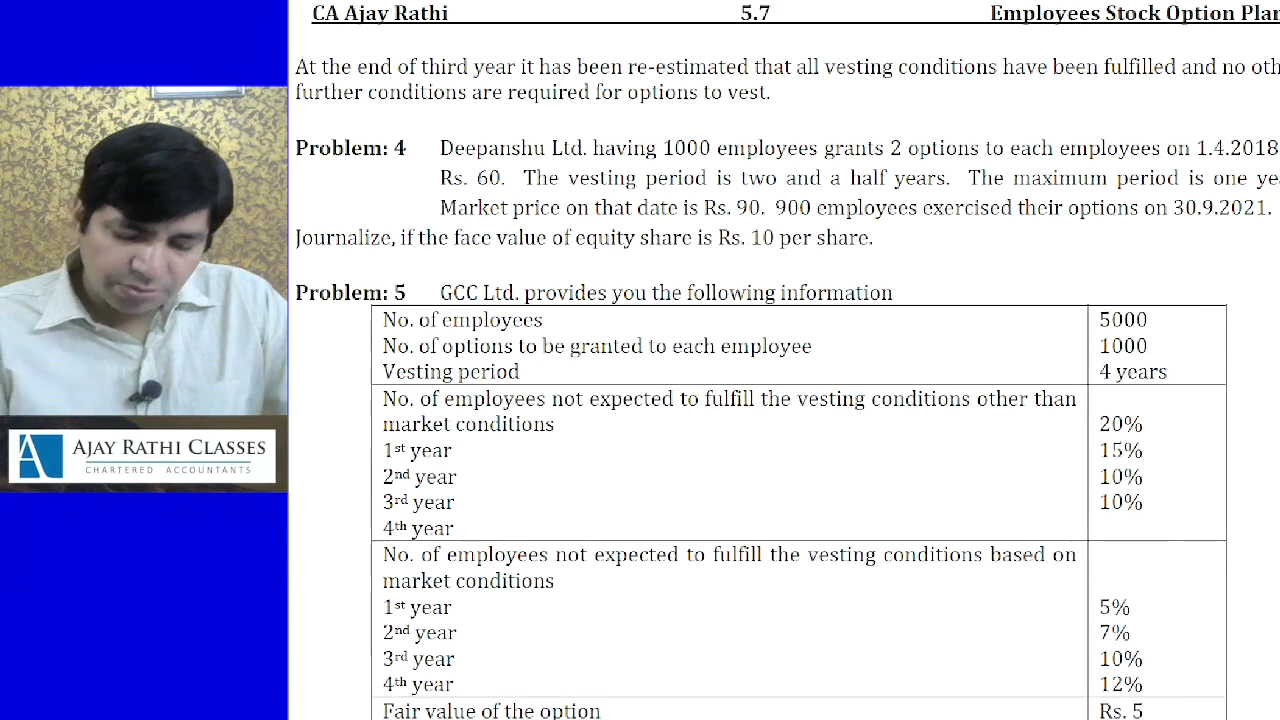 CA Ajay Rathi 5.7 Employees Stock Option Plan
At the end of third year it has been re-estimated that all vesting conditions have been fulfilled and no oth
further conditions are required for options to vest.
Problem: 4 Deepanshu Ltd. having 1000 employees grants 2 options to each employees on 1.4.2018
Rs. 60. The vesting period is two and a half years. The maximum period is one ye
Market price on that date is Rs. 90. 900 employees exercised their options on 30.9.2021.
Journalize, if the face value of equity share is Rs. 10 per share.
Problem: 5 GCC Ltd. provides you the following information
No. of employees 5000
No. of options to be granted to each employee 1000
Vesting period 4 years
No. of employees not expected to fulfill the vesting conditions other than
market conditions 20%
1st year 15%
2nd year 10%
3rd year 10%
4th year
No. of employees not expected to fulfill the vesting conditions based on
market conditions
1st year 5%
2nd year 7%
3rd year 10%
4th year 12%
Fair value of the option Rs. 5
AJAY RATHI CLASSES
CHARTERED ACCOUNTANTS